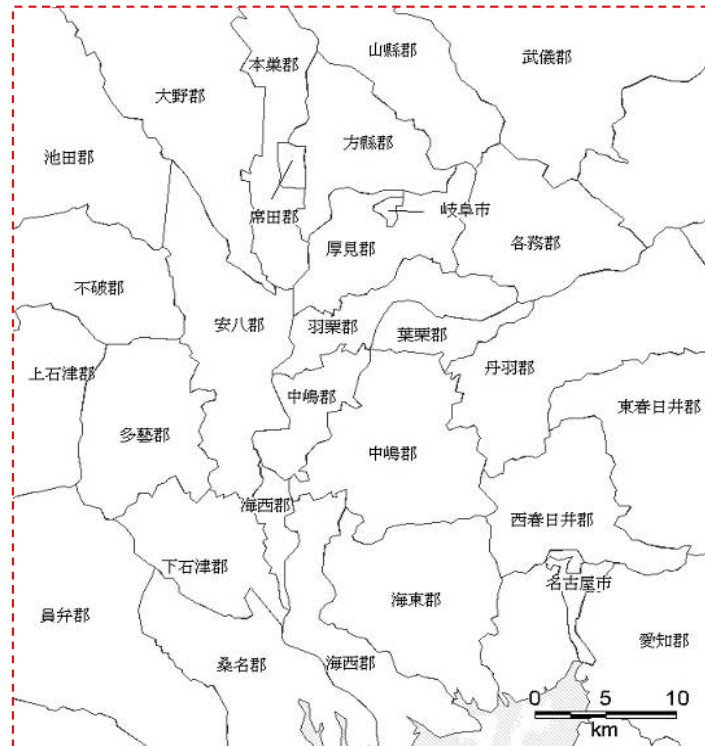 本巣郡
山縣郡
武儀郡
大野郡
方縣郡
池田郡
席田郡
岐阜市
厚見郡
各務郡
不破郡
安八郡
羽栗郡
葉栗郡
上石津郡
丹羽郡
中嶋郡
東春日井郡
多藝郡
中嶋郡
海西郡
西春日井郡
下石津郡
名古屋市
海東郡
員弁郡
愛知郡
桑名郡
海西郡
0 5 10
km